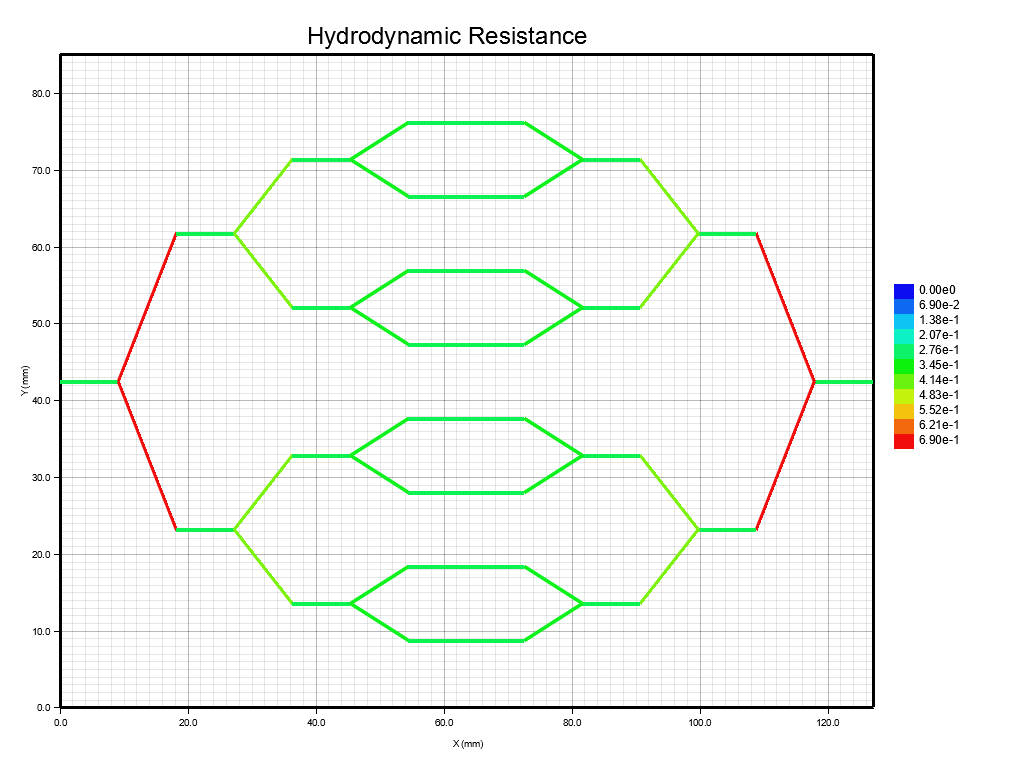 Hydrodynamic Resistance
80.0
70.0
60.0
50.0
40.0
30.0
20.0
10.0
0.0
Y (mm)
0.0 20.0 40.0 60.0 80.0 100.0 120.0
X (mm)
0.00e0
6.90e-2
1.38e-1
2.07e-1
2.76e-1
3.45e-1
4.14e-1
4.83e-1
5.52e-1
6.21e-1
6.90e-1